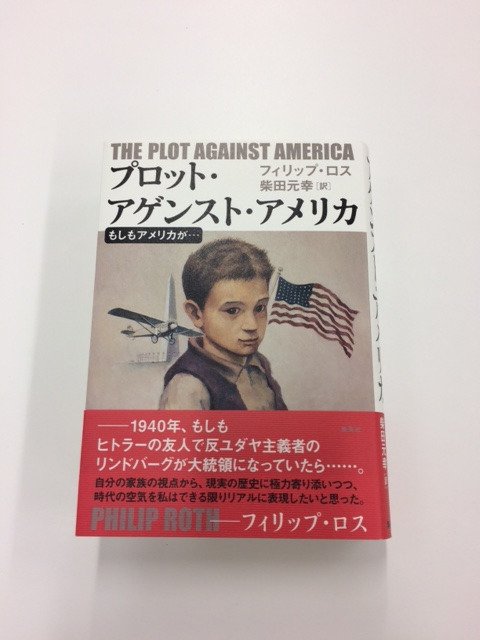 THE PLOT AGAINST AMERICA
フィリップ・ロス
柴田元幸[訳]
プロット・
アゲンスト・アメリカ
もしもアメリカが…
——1940年、もしも
ヒトラーの友人で反ユダヤ主義者の
リンドバーグが大統領になっていたら……。
自分の家族の視点から、現実の歴史に極力寄り添いつつ、
時代の空気を私はできる限りリアルに表現したいと思った。
PHILIP ROTH——フィリップ・ロス
集英社